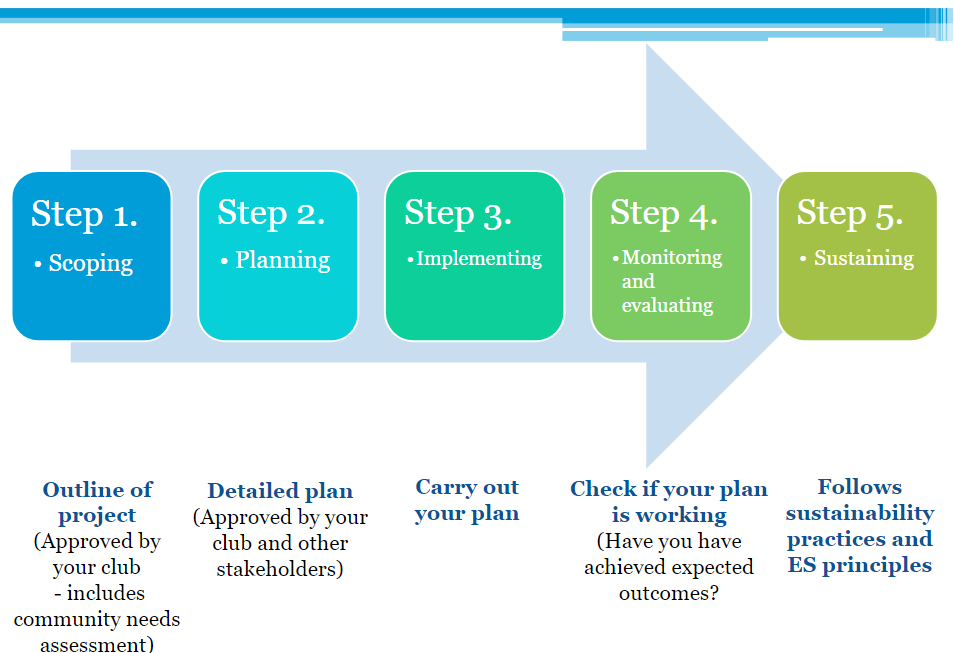 Step 1.
• Scoping
Step 2.
• Planning
Step 3.
• Implementing
Step 4.
• Monitoring
and
evaluating
Step 5.
• Sustaining
Outline of
project
(Approved by
your club
- includes
community needs
assessment)
Detailed plan
(Approved by your
club and other
stakeholders)
Carry out
your plan
Check if your plan
is working
(Have you have
achieved expected
outcomes?
Follows
sustainability
practices and
ES principles